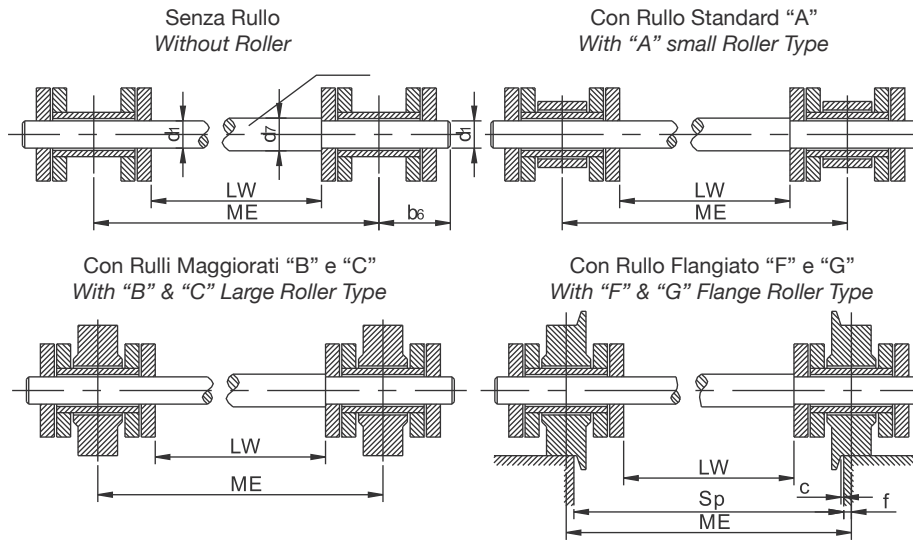 Senza Rullo
Without Roller
Con Rullo Standard “A”
With “A” small Roller Type
d1
d7
d1
LW
ME
b6
LW
ME
Con Rulli Maggiorati “B” e “C”
With “B” & “C” Large Roller Type
Con Rullo Flangiato “F” e “G”
With “F” & “G” Flange Roller Type
LW
ME
LW
c
Sp
f
ME